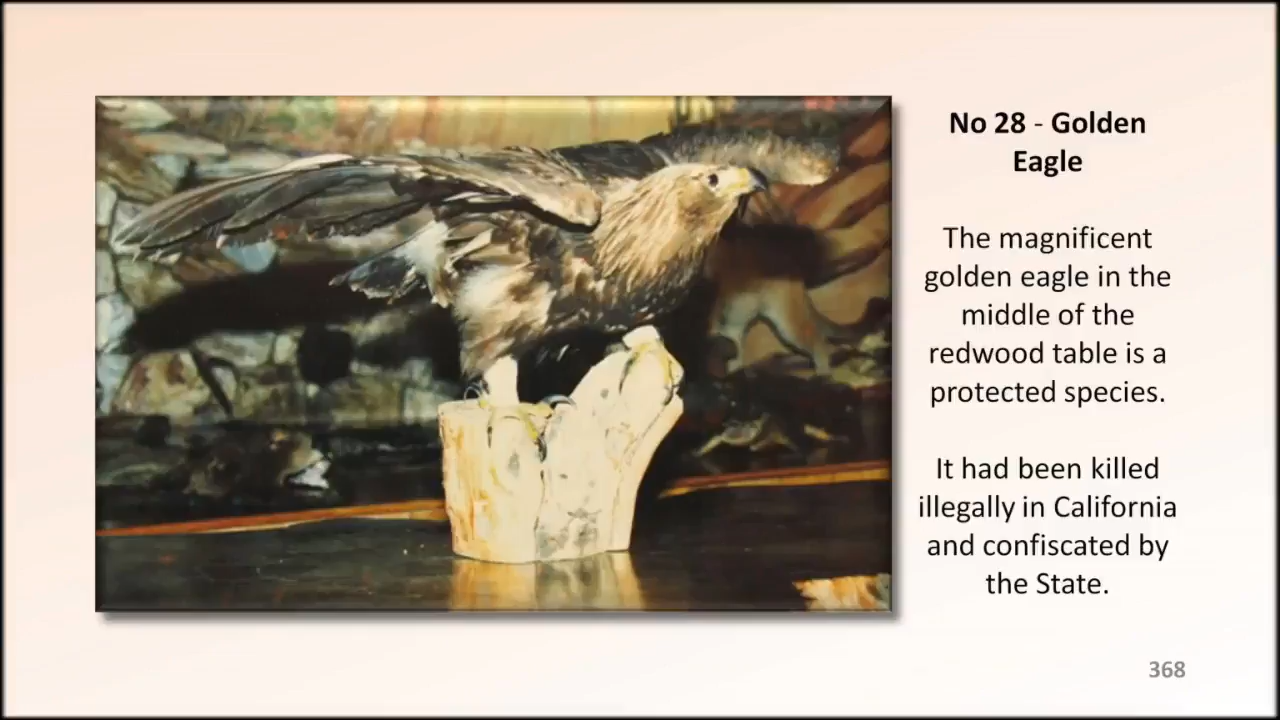 No 28 - Golden
Eagle
The magnificent
golden eagle in the
middle of the
redwood table is a
protected species.
It had been killed
illegally in California
and confiscated by
the State.
368